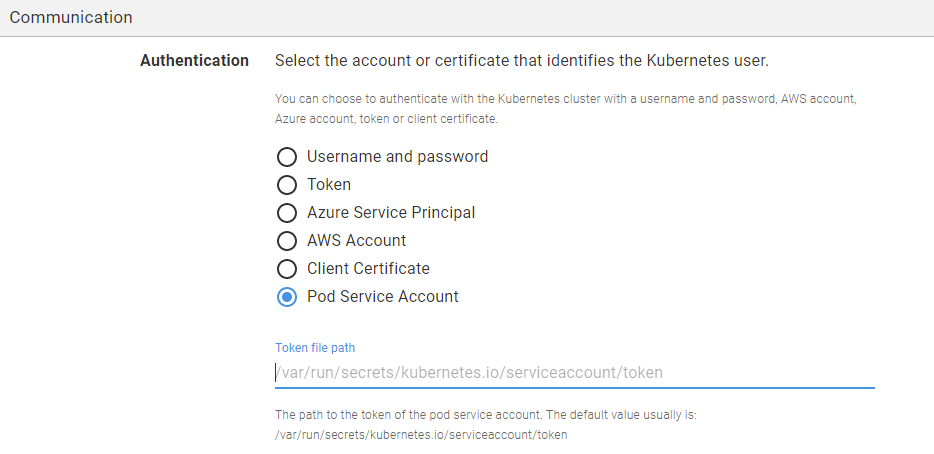 Communication
Authentication
Select the account or certificate that identifies the Kubernetes user.
You can choose to authenticate with the Kubernetes cluster with a username and password, AWS account,
Azure account, token or client certificate.
Username and password
Token
Azure Service Principal
AWS Account
Client Certificate
Pod Service Account
Token file path
/var/run/secrets/kubernetes.io/serviceaccount/token
The path to the token of the pod service account. The default value usually is:
/var/run/secrets/kubernetes.io/serviceaccount/token